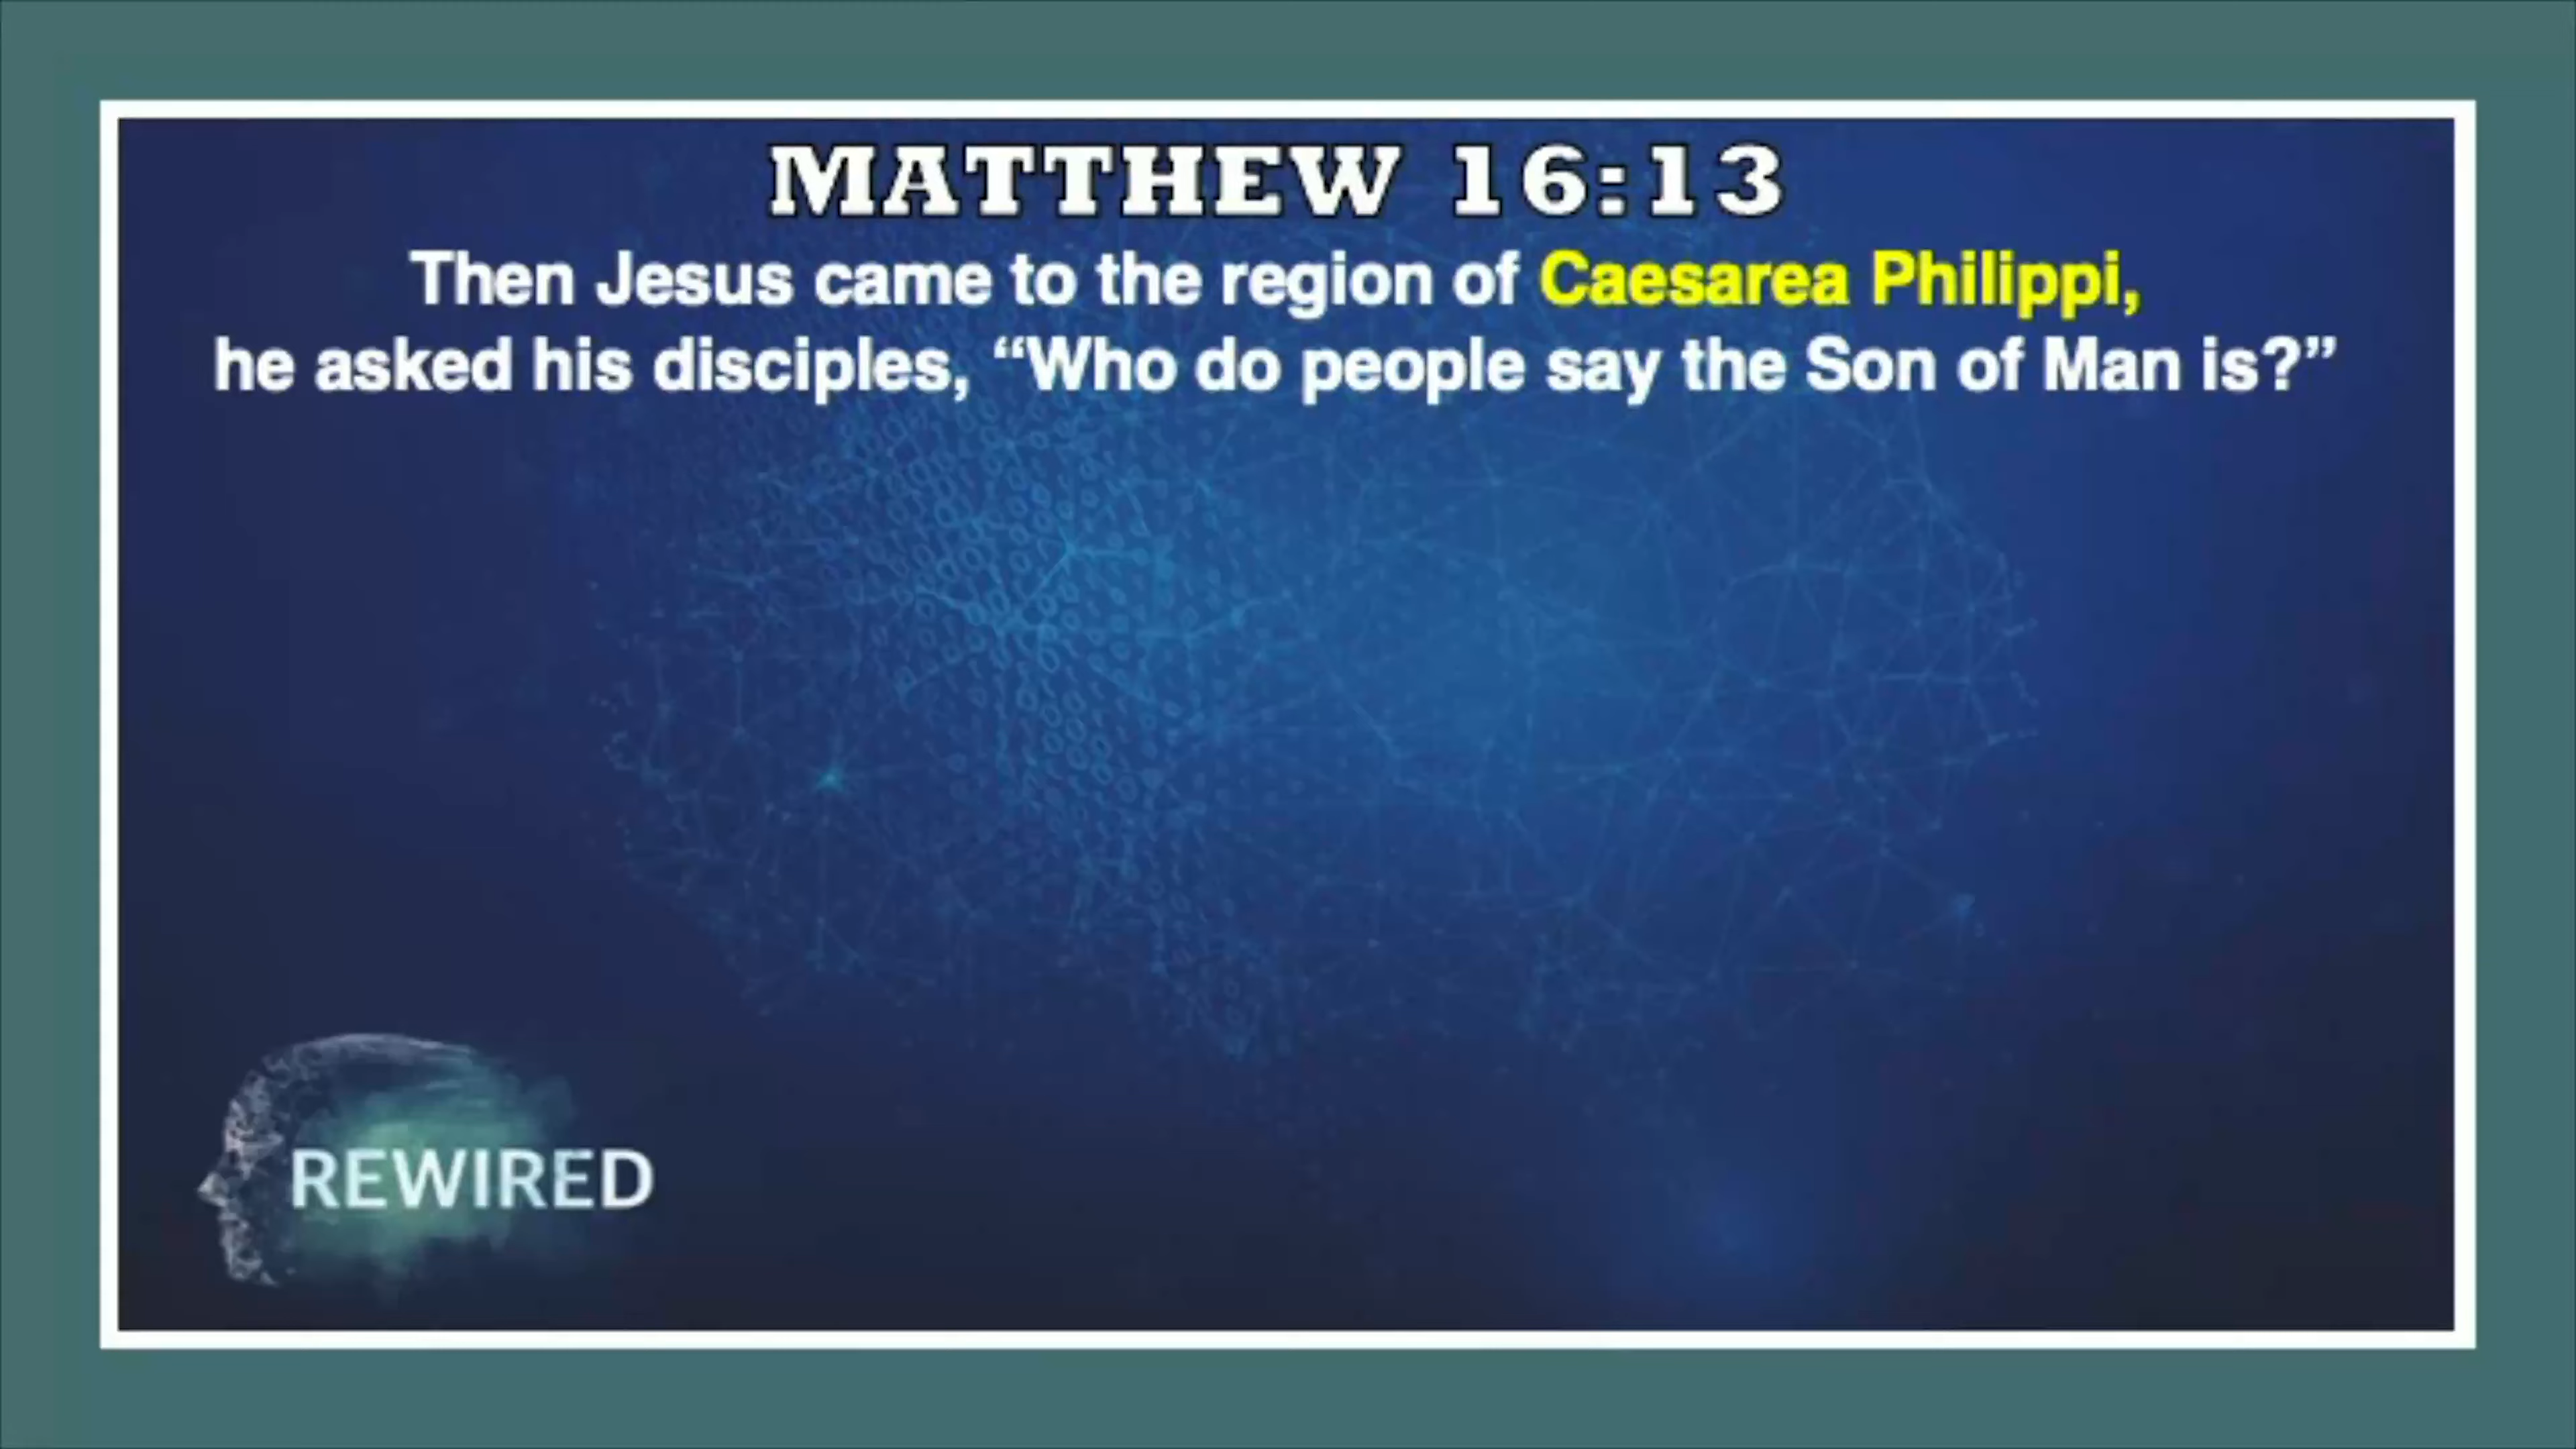 MATTHEW 16:13
Then Jesus came to the region of Caesarea Philippi,
he asked his disciples, “Who do people say the Son of Man is?”
REWIRED